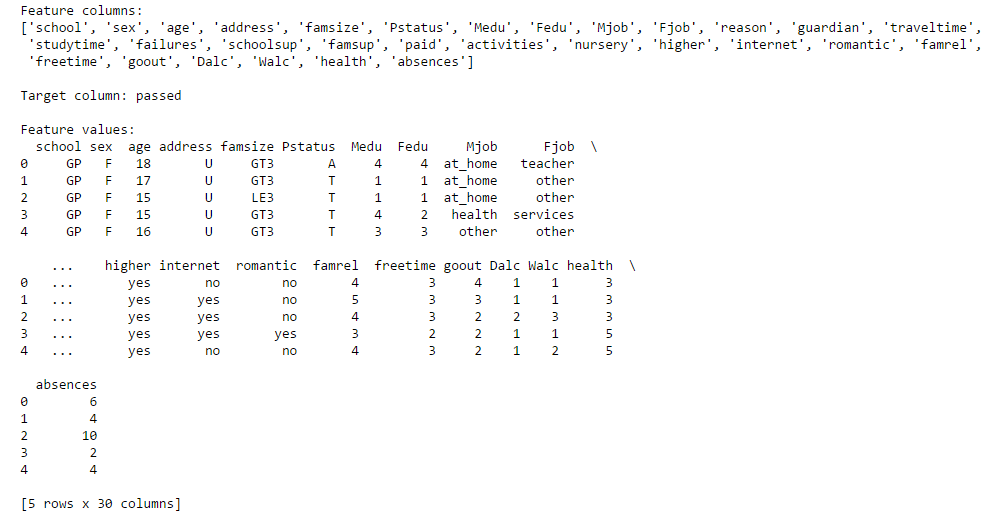 Feature columns:
['school', 'sex', 'age', 'address', 'famsize', 'Pstatus', 'Medu', 'Fedu', 'Mjob', 'Fjob', 'reason', 'guardian', 'traveltime',
 'studytime', 'failures', 'schoolsup', 'famsup', 'paid', 'activities', 'nursery', 'higher', 'internet', 'romantic', 'famrel',
 'freetime', 'goout', 'Dalc', 'Walc', 'health', 'absences']

Target column: passed

Feature values:
  school sex  age address famsize Pstatus  Medu  Fedu     Mjob      Fjob  \
0     GP   F   18       U     GT3       A     4     4  at_home   teacher
1     GP   F   17       U     GT3       T     1     1  at_home     other
2     GP   F   15       U     LE3       T     1     1  at_home     other
3     GP   F   15       U     GT3       T     4     2   health  services
4     GP   F   16       U     GT3       T     3     3    other     other

    ...    higher internet  romantic  famrel  freetime goout Dalc Walc health  \
0   ...       yes       no        no       4         3     4    1    1      3
1   ...       yes      yes        no       5         3     3    1    1      3
2   ...       yes      yes        no       4         3     2    2    3      3
3   ...       yes      yes       yes       3         2     2    1    1      5
4   ...       yes       no        no       4         3     2    1    2      5

  absences
0        6
1        4
2       10
3        2
4        4

[5 rows x 30 columns]